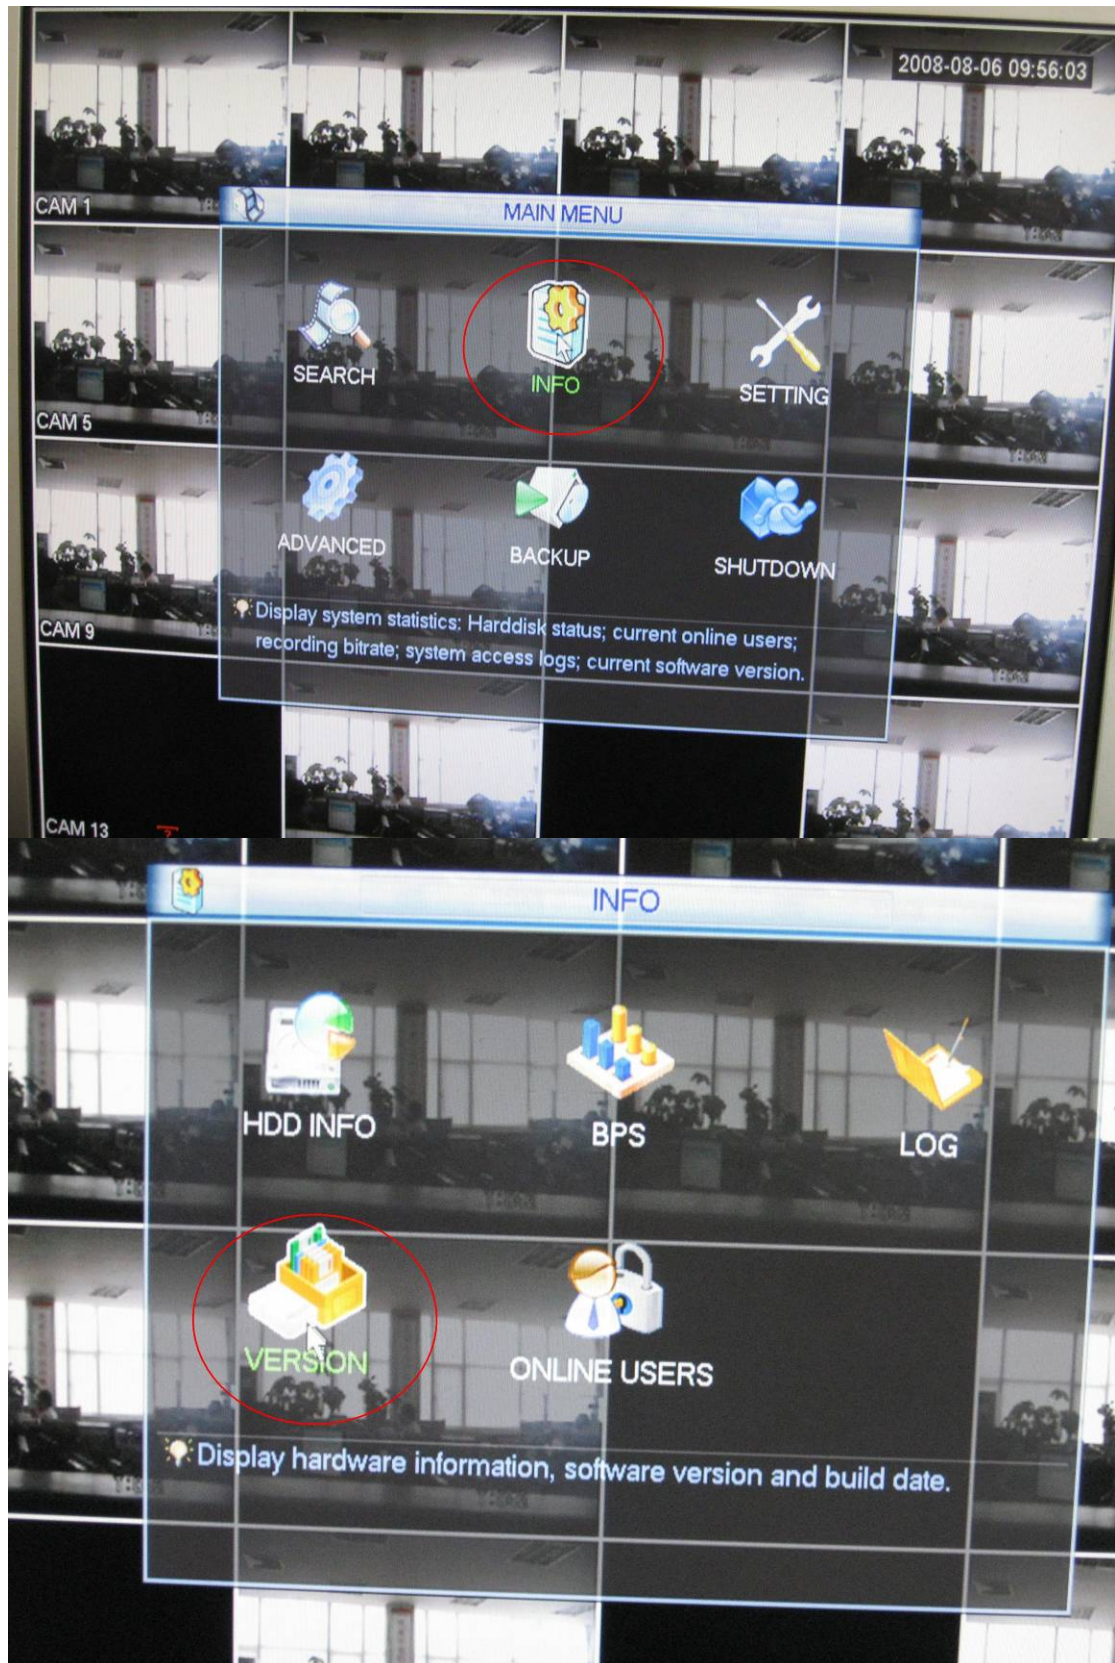 2008-08-06 09:56:03
CAM 1
MAIN MENU
SEARCH
INFO
SETTING
CAM 5
ADVANCED
BACKUP
SHUTDOWN
CAM 9
Display system statistics: Harddisk status; current online users;
recording bitrate; system access logs; current software version.
CAM 13
?
INFO
HDD INFO
BPS
LOG
VERSION
ONLINE USERS
Display hardware information, software version and build date.